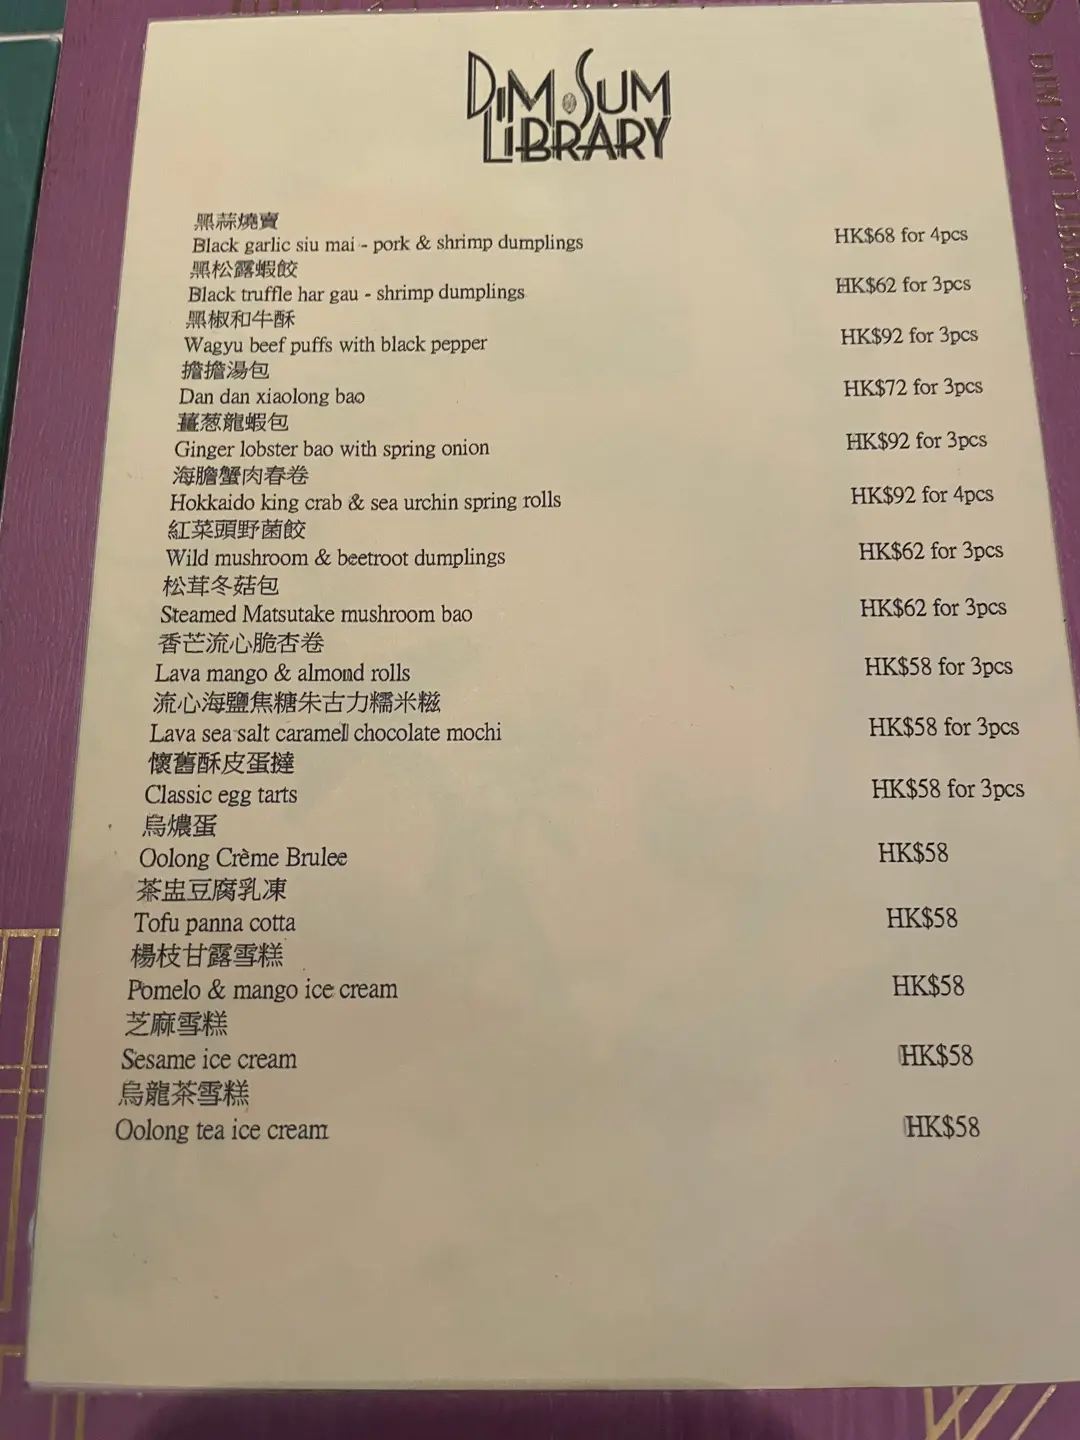 DIM SUM
LIBRARY
黑蒜燒賣
Black garlic siu mai - pork & shrimp dumplings HK$68 for 4pcs
黑松露蝦餃
Black truffle har gau - shrimp dumplings HK$62 for 3pcs
黑椒和牛酥
Wagyu beef puffs with black pepper HK$92 for 3pcs
擔擔湯包
Dan dan xiaolong bao HK$72 for 3pcs
薑葱龍蝦包
Ginger lobster bao with spring onion HK$92 for 3pcs
海膽蟹肉春卷
Hokkaido king crab & sea urchin spring rolls HK$92 for 4pcs
紅菜頭野菌餃
Wild mushroom & beetroot dumplings HK$62 for 3pcs
松茸冬菇包
Steamed Matsutake mushroom bao HK$62 for 3pcs
香芒流心脆杏卷
Lava mango & almond rolls HK$58 for 3pcs
流心海鹽焦糖朱古力糯米糍
Lava sea salt caramel chocolate mochi HK$58 for 3pcs
懷舊酥皮蛋撻
Classic egg tarts HK$58 for 3pcs
烏燶蛋
Oolong Crème Brulee HK$58
茶盅豆腐乳凍
Tofu panna cotta HK$58
楊枝甘露雪糕
Pomelo & mango ice cream HK$58
芝麻雪糕
Sesame ice cream HK$58
烏龍茶雪糕
Oolong tea ice cream HK$58
DIM SUM LIBRARY